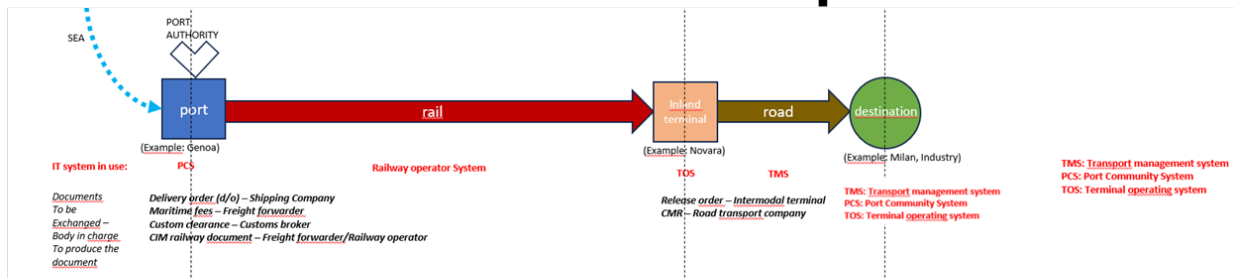 SEA
PORT
AUTHORITY
port
rail
Inland
terminal
road
destination
(Example: Genoa)
(Example: Novara)
(Example: Milan, Industry)
IT system in use:
PCS
Railway operator System
TOS
TMS
TMS: Transport management system
PCS: Port Community System
TOS: Terminal operating system
Documents
To be
Exchanged –
Body in charge
To produce the
document
Delivery order (d/o) – Shipping Company
Maritime fees – Freight forwarder
Custom clearance – Customs broker
CIM railway document – Freight forwarder/Railway operator
Release order – Intermodal terminal
CMR – Road transport company
TMS: Transport management system
PCS: Port Community System
TOS: Terminal operating system